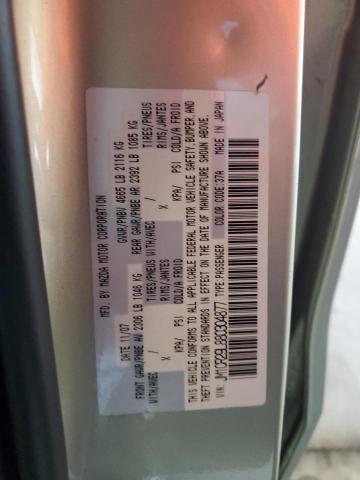 MFD. BY MAZDA MOTOR CORPORATION
DATE 11/07 GVWR/PNBV 4665 LB 2116 KG
FRONT GAWR/PNBE AV 2306 LB 1046 KG REAR GAWR/PNBE AR 2392 LB 1085 KG
WITH/AVEC / TIRES/PNEUS WITH/AVEC / TIRES/PNEUS
X RIMS/JANTES X RIMS/JANTES
KPA/ PSI COLD/A FROID KPA/ PSI COLD/A FROID
THIS VEHICLE CONFORMS TO ALL APPLICABLE FEDERAL MOTOR VEHICLE SAFETY,BUMPER, AND
THEFT PREVENTION STANDARDS IN EFFECT ON THE DATE OF MANUFACTURE SHOWN ABOVE.
TYPE:PASSENGER COLOR CODE: 37A MADE IN JAPAN
VIN: